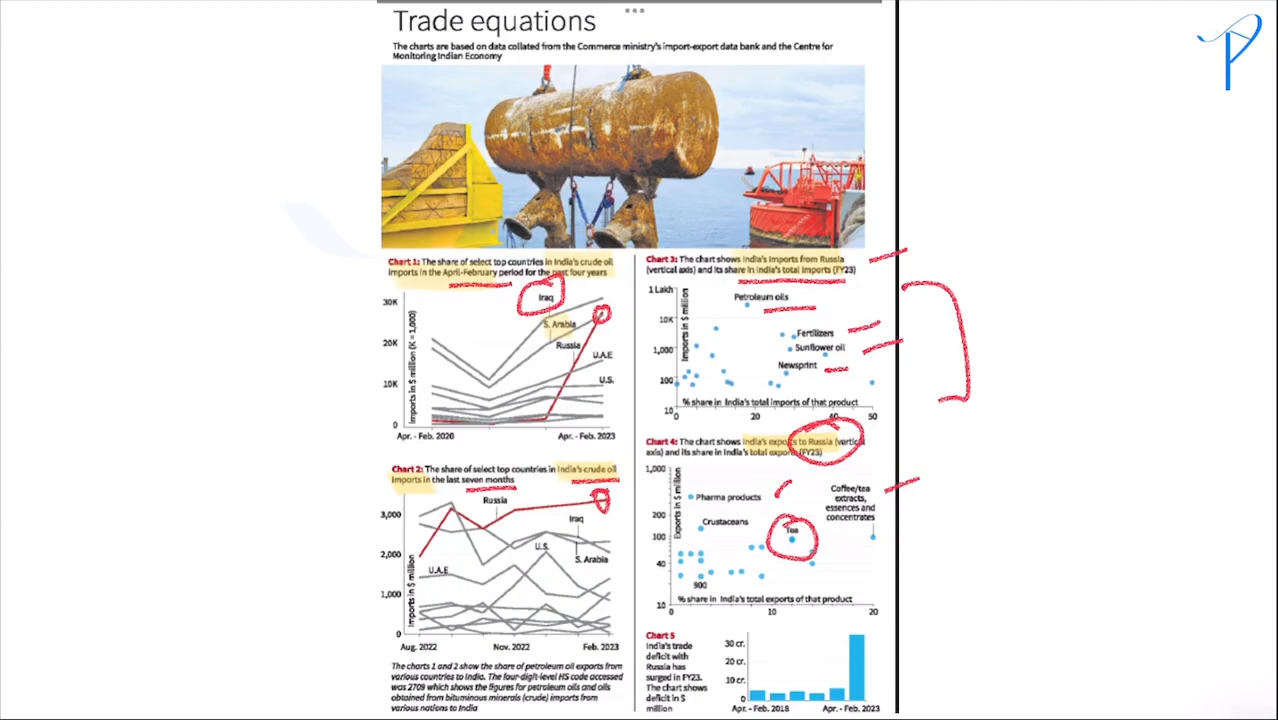 Trade equations
The charts are based on data collated from the Commerce ministry's import-export data bank and the Centre for
Monitoring Indian Economy
Chart 1: The share of select top countries in India's crude oil
imports in the April-February period for the past four years
Imports in $ million (K = 1,000)
30K
20K
10K
0
Iraq
S. Arabia
Russia
U.A.E
U.S.
Apr. - Feb. 2020
Apr. - Feb. 2023
Chart 2: The share of select top countries in India's crude oil
imports in the last seven months
Imports in $ million
3,000
2,000
1,000
0
Russia
Iraq
U.S.
S. Arabia
U.A.E
Aug. 2022
Nov. 2022
Feb. 2023
The charts 1 and 2 show the share of petroleum oil exports from
various countries to India. The four-digit-level HS code accessed
was 2709 which shows the figures for petroleum oils and oils
obtained from bituminous minerals (crude) imports from
various nations to India
Chart 3: The chart shows India's imports from Russia
(vertical axis) and its share in India's total imports (FY23)
Imports in $ million
1 Lakh
10K
1,000
100
10
Petroleum oils
Fertilizers
Sunflower oil
Newsprint
% share in India's total imports of that product
0
20
40
50
Chart 4: The chart shows India's exports to Russia (vertical
axis) and its share in India's total exports (FY23)
Exports in $ million
1,000
200
100
40
10
Pharma products
Crustaceans
Tea
Coffee/tea
extracts,
essences and
concentrates
900
% share in India's total exports of that product
0
10
20
Chart 5
India's trade
deficit with
Russia has
surged in FY23.
The chart shows
deficit in $
million
30 cr.
20 cr.
10 cr.
0
Apr. - Feb. 2018
Apr. - Feb. 2023
P